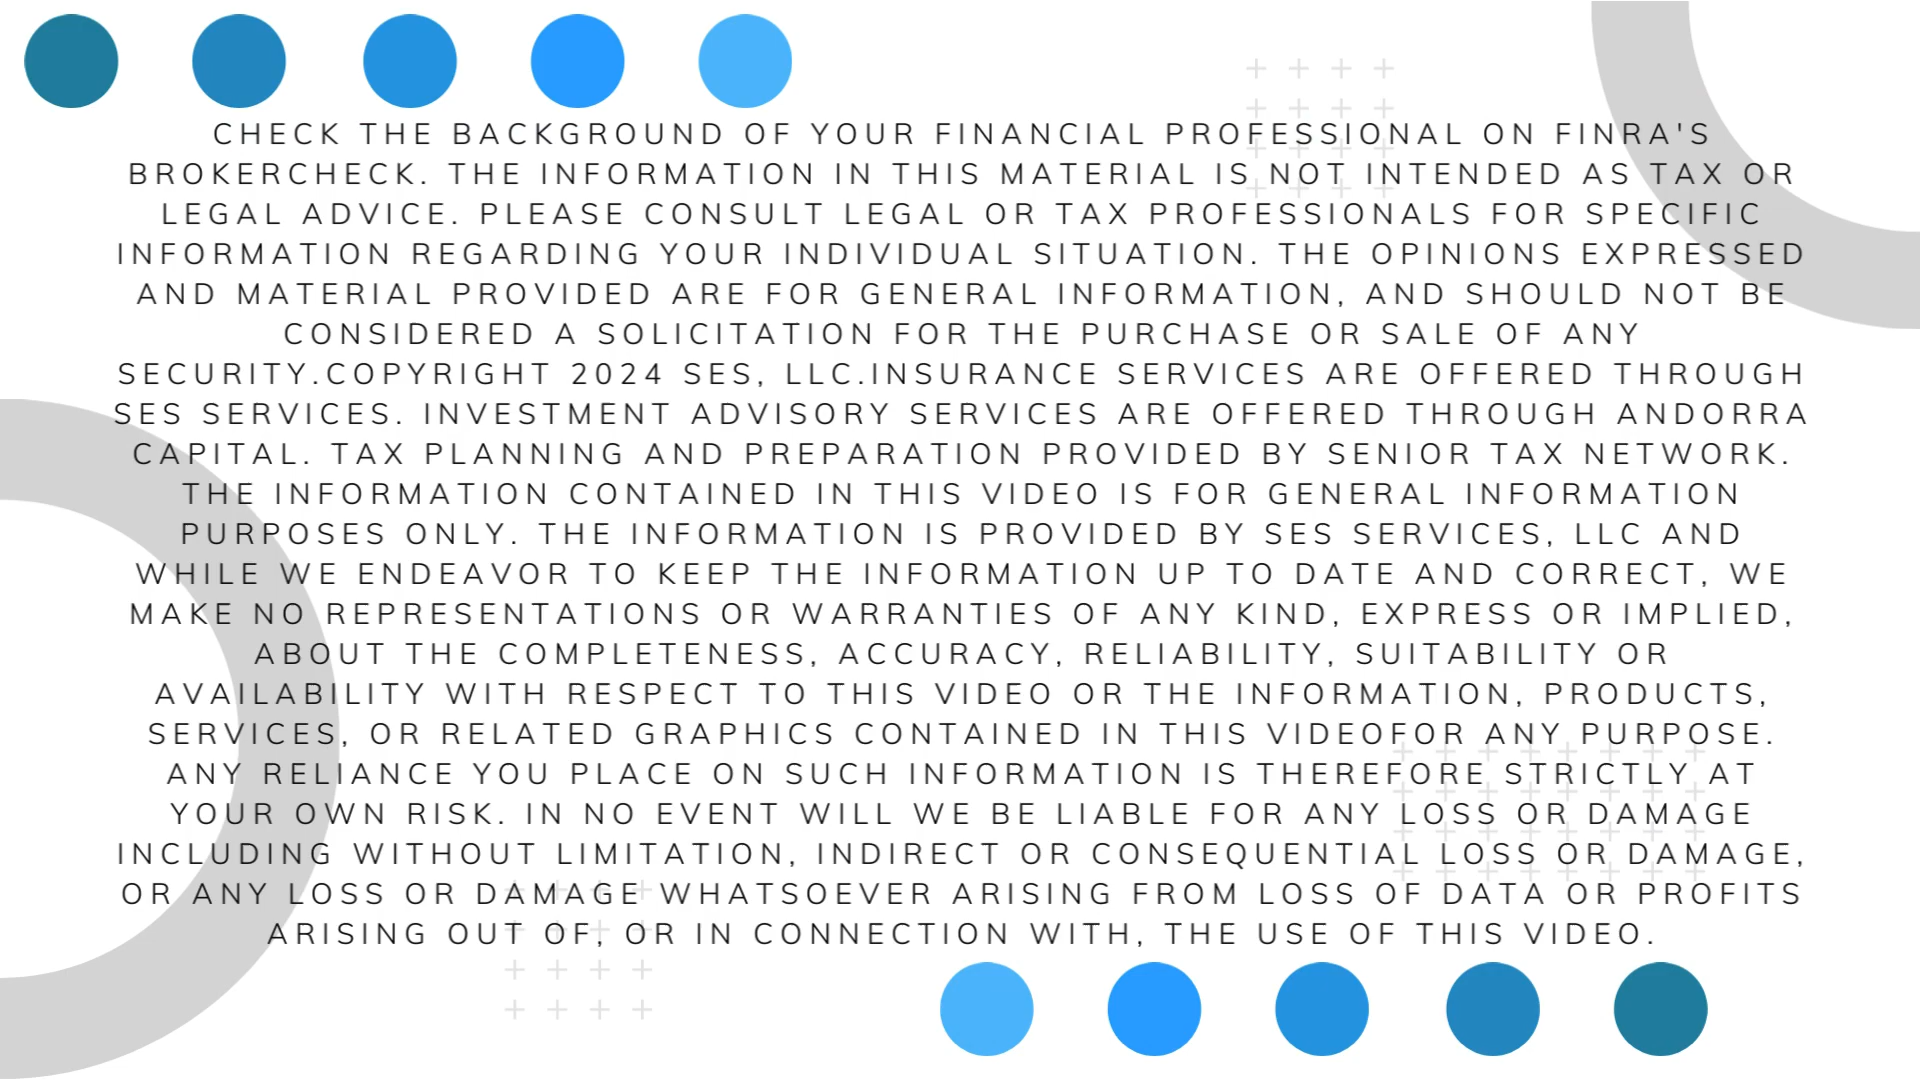 CHECK THE BACKGROUND OF YOUR FINANCIAL PROFESSIONAL ON FINRA'S
BROKERCHECK. THE INFORMATION IN THIS MATERIAL IS NOT INTENDED AS TAX OR
LEGAL ADVICE. PLEASE CONSULT LEGAL OR TAX PROFESSIONALS FOR SPECIFIC
INFORMATION REGARDING YOUR INDIVIDUAL SITUATION. THE OPINIONS EXPRESSED
AND MATERIAL PROVIDED ARE FOR GENERAL INFORMATION, AND SHOULD NOT BE
CONSIDERED A SOLICITATION FOR THE PURCHASE OR SALE OF ANY
SECURITY.COPYRIGHT 2024 SES, LLC.INSURANCE SERVICES ARE OFFERED THROUGH
SES SERVICES. INVESTMENT ADVISORY SERVICES ARE OFFERED THROUGH ANDORRA
CAPITAL. TAX PLANNING AND PREPARATION PROVIDED BY SENIOR TAX NETWORK.
THE INFORMATION CONTAINED IN THIS VIDEO IS FOR GENERAL INFORMATION
PURPOSES ONLY. THE INFORMATION IS PROVIDED BY SES SERVICES, LLC AND
WHILE WE ENDEAVOR TO KEEP THE INFORMATION UP TO DATE AND CORRECT, WE
MAKE NO REPRESENTATIONS OR WARRANTIES OF ANY KIND, EXPRESS OR IMPLIED,
ABOUT THE COMPLETENESS, ACCURACY, RELIABILITY, SUITABILITY OR
AVAILABILITY WITH RESPECT TO THIS VIDEO OR THE INFORMATION, PRODUCTS,
SERVICES, OR RELATED GRAPHICS CONTAINED IN THIS VIDEOFOR ANY PURPOSE.
ANY RELIANCE YOU PLACE ON SUCH INFORMATION IS THEREFORE STRICTLY AT
YOUR OWN RISK. IN NO EVENT WILL WE BE LIABLE FOR ANY LOSS OR DAMAGE
INCLUDING WITHOUT LIMITATION, INDIRECT OR CONSEQUENTIAL LOSS OR DAMAGE,
OR ANY LOSS OR DAMAGE WHATSOEVER ARISING FROM LOSS OF DATA OR PROFITS
ARISING OUT OF, OR IN CONNECTION WITH, THE USE OF THIS VIDEO.